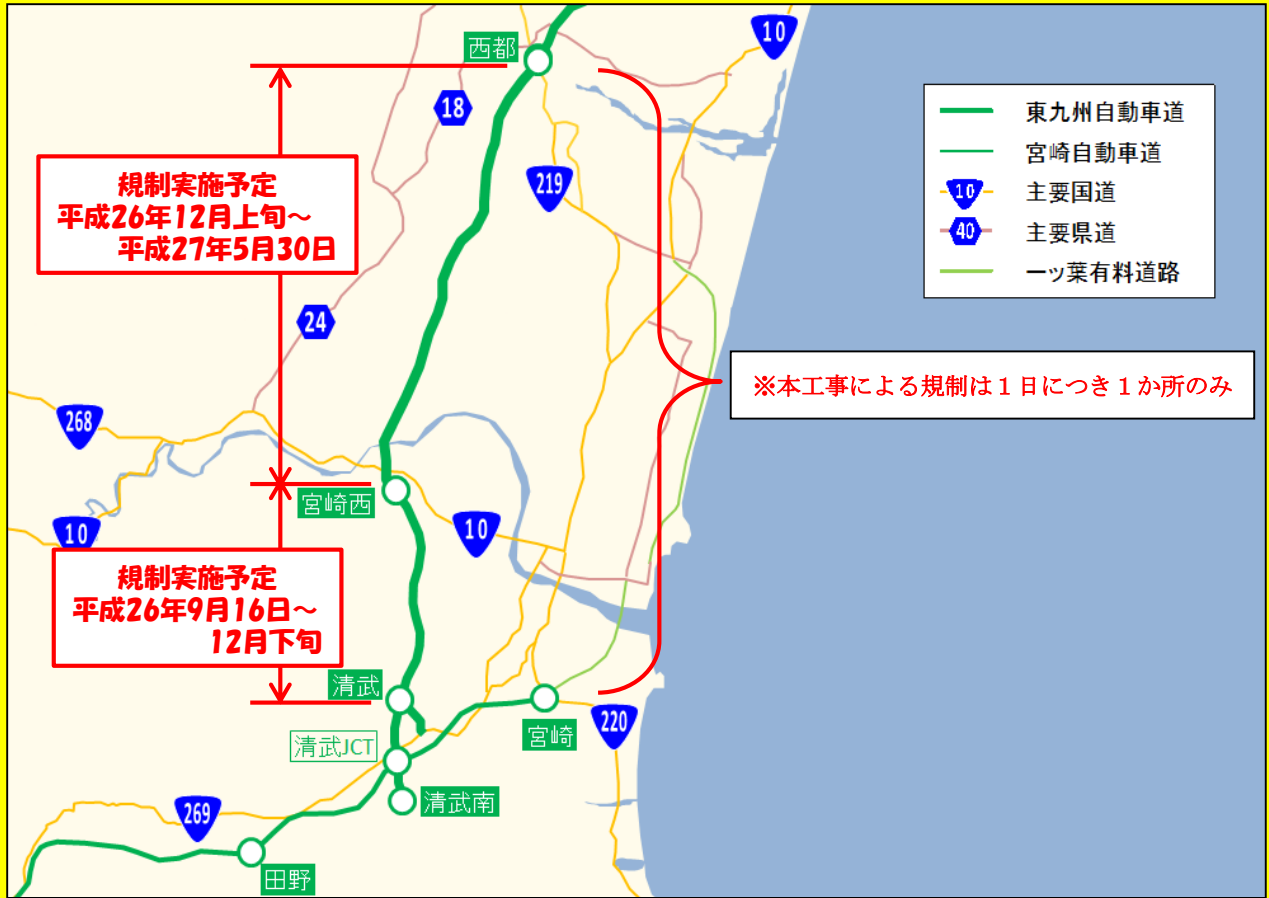 10
西都
18
東九州自動車道
宮崎自動車道
10
主要国道
40
主要県道
一ッ葉有料道路
規制実施予定
平成26年12月上旬～
平成27年5月30日
219
24
※本工事による規制は１日につき１か所のみ
268
宮崎西
10
10
規制実施予定
平成26年9月16日～
12月下旬
清武
宮崎
220
清武JCT
清武南
269
田野